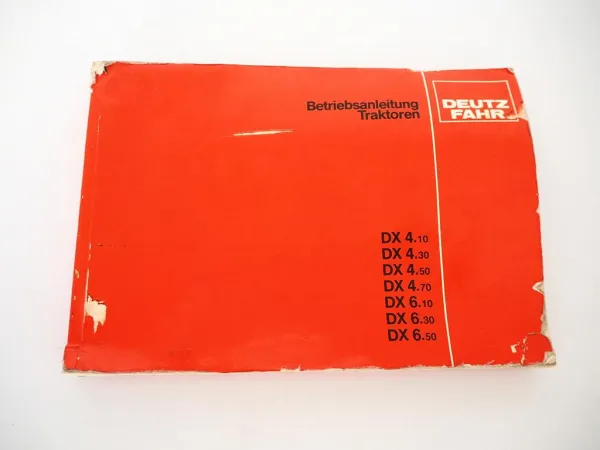 Betriebsanleitung
Traktoren
DEUTZ
FAHR
DX 4.10
DX 4.30
DX 4.50
DX 4.70
DX 6.10
DX 6.30
DX 6.50